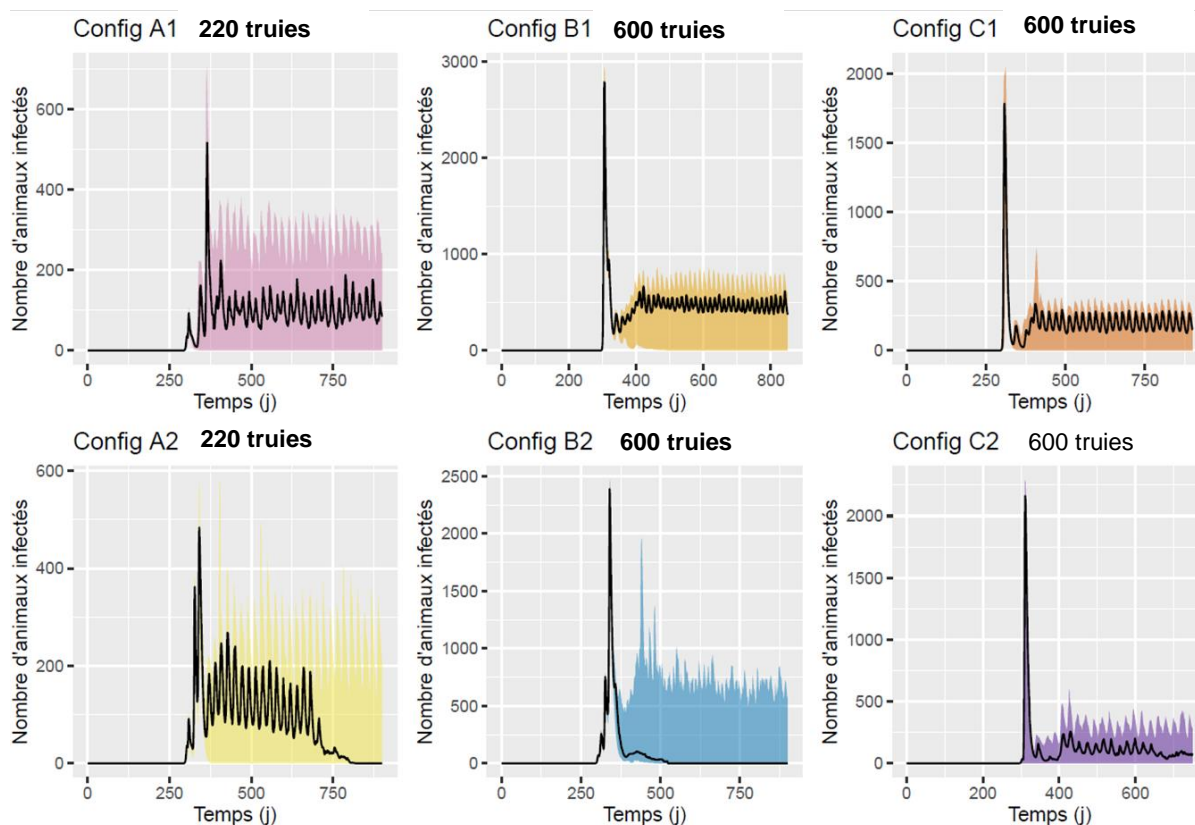 Config A1 220 truies
Nombre d'animaux infectés
600
400
200
0
0 250 500 750
Temps (j)
Config B1 600 truies
Nombre d'animaux infectés
3000
2000
1000
0
0 200 400 600 800
Temps (j)
Config C1 600 truies
Nombre d'animaux infectés
2000
1500
1000
500
0
0 250 500 750
Temps (j)
Config A2 220 truies
Nombre d'animaux infectés
600
400
200
0
0 250 500 750
Temps (j)
Config B2 600 truies
Nombre d'animaux infectés
2500
2000
1500
1000
500
0
0 250 500 750
Temps (j)
Config C2 600 truies
Nombre d'animaux infectés
2000
1500
1000
500
0
0 200 400 600
Temps (j)